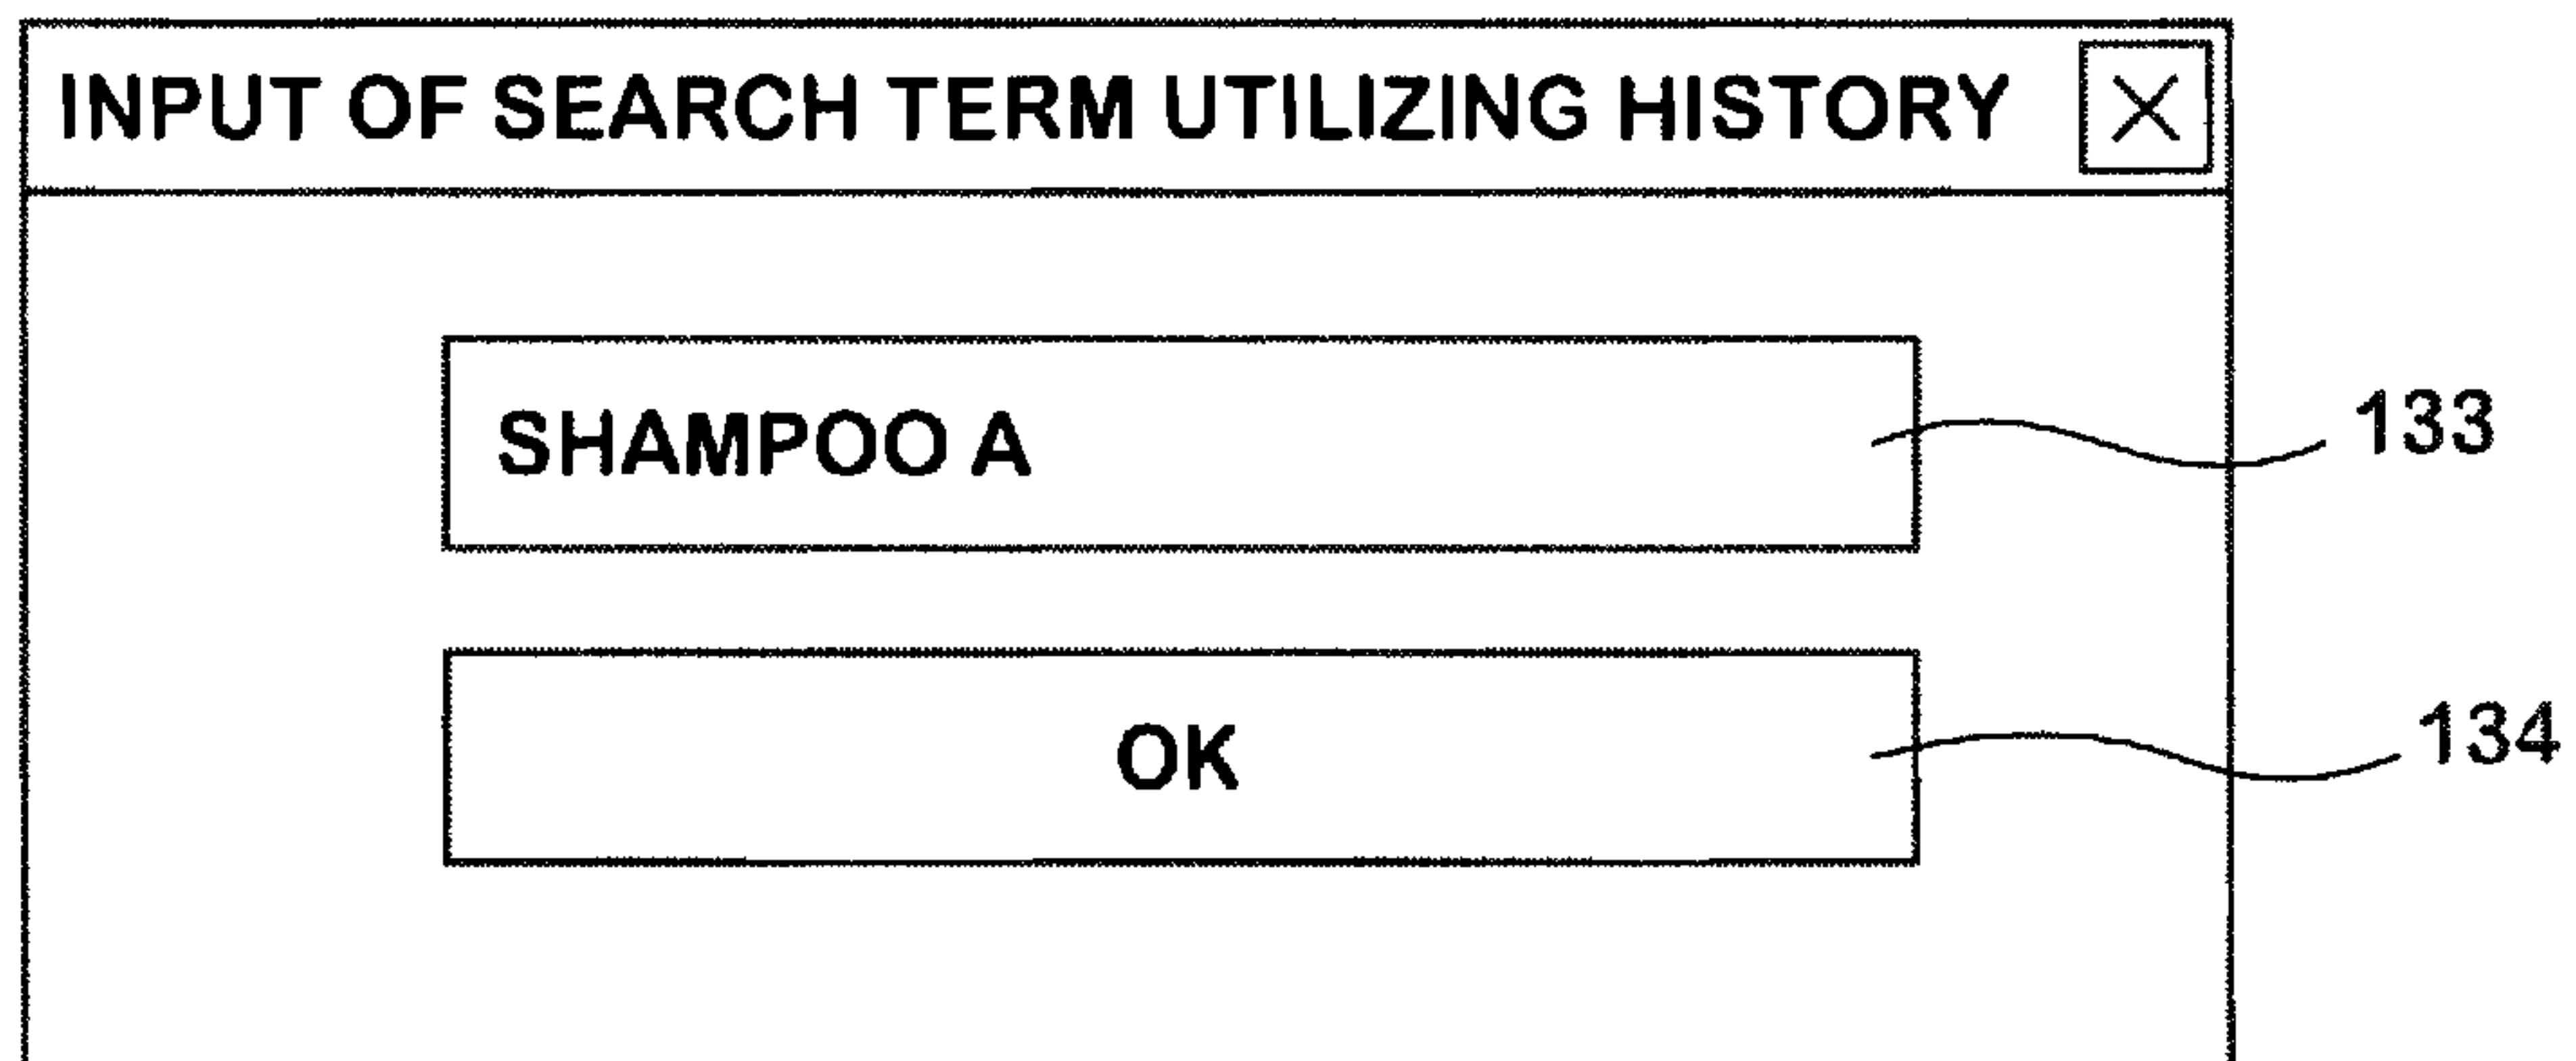 INPUT OF SEARCH TERM UTILIZING HISTORY
SHAMPOO A
133
OK
134